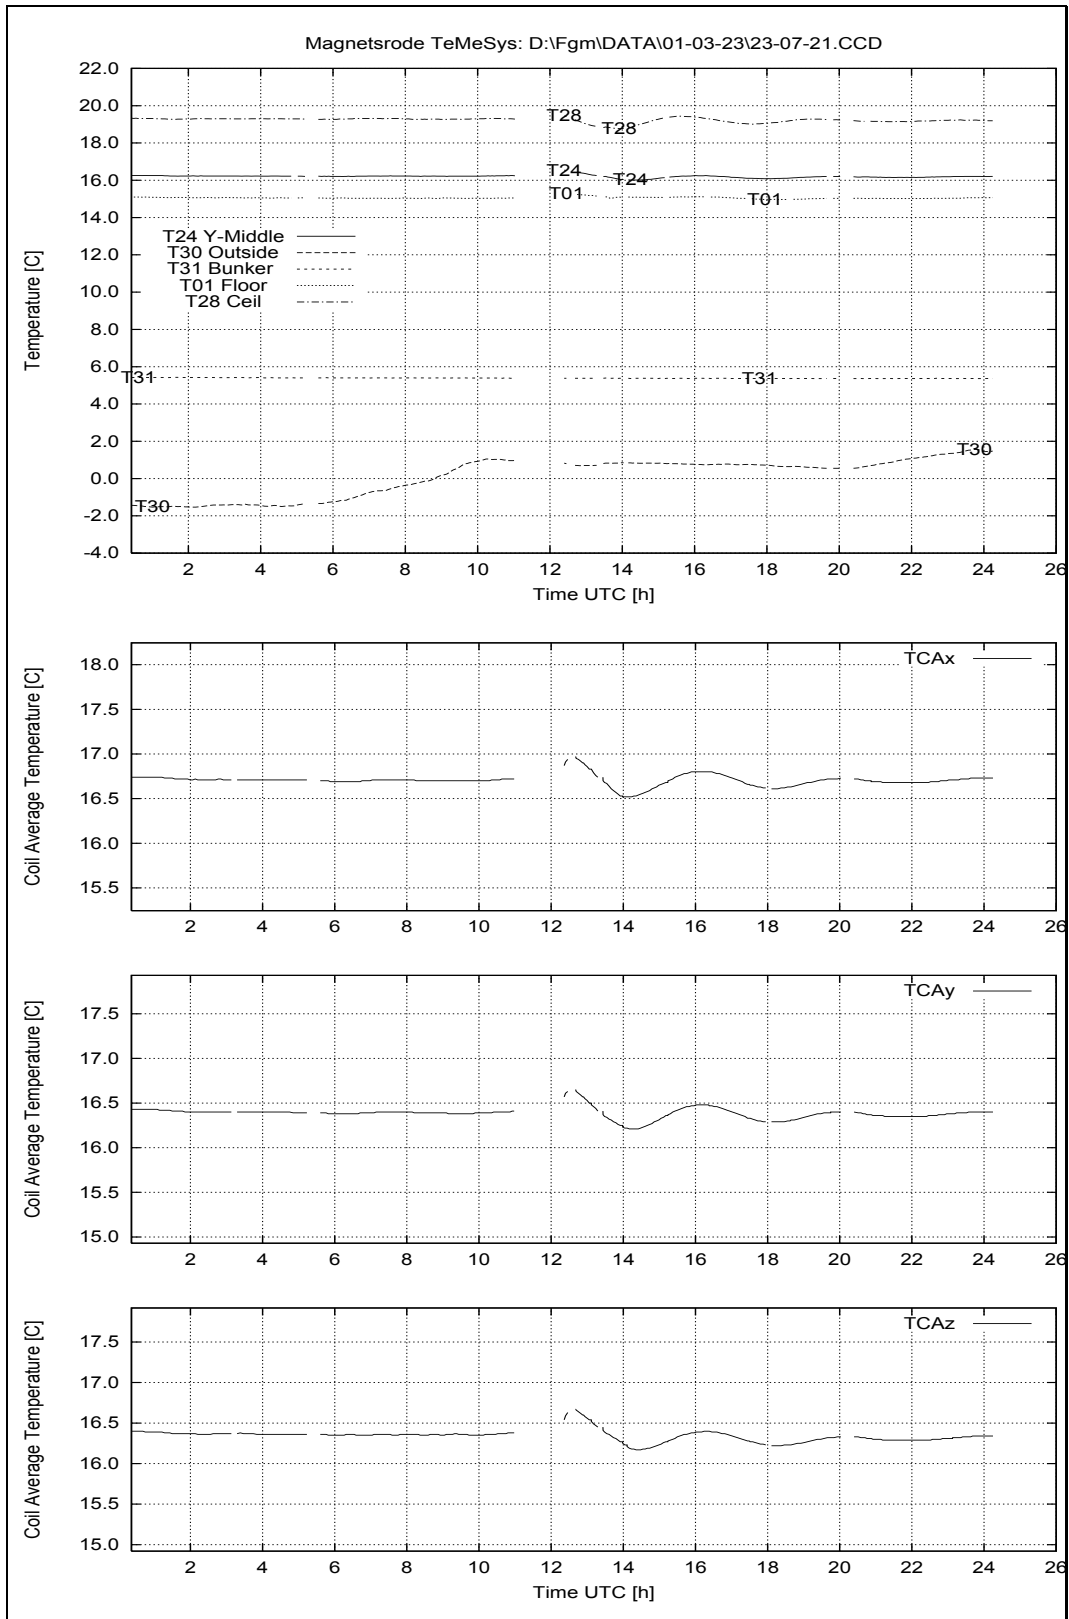 Magnetsrode TeMeSys: D:\Fgm\DATA\01-03-23\23-07-21.CCD
22.0
20.0
18.0
16.0
14.0
12.0
10.0
8.0
6.0
4.0
2.0
0.0
-2.0
-4.0
Temperature [C]
T28
T28
T24
T24
T01
T01
T24 Y-Middle
T30 Outside
T31 Bunker
T01 Floor
T28 Ceil
T31
T31
T30
T30
2 4 6 8 10 12 14 16 18 20 22 24 26
Time UTC [h]
Coil Average Temperature [C]
18.0
17.5
17.0
16.5
16.0
15.5
TCAx
2 4 6 8 10 12 14 16 18 20 22 24 26
Coil Average Temperature [C]
17.5
17.0
16.5
16.0
15.5
15.0
TCAy
2 4 6 8 10 12 14 16 18 20 22 24 26
Coil Average Temperature [C]
17.5
17.0
16.5
16.0
15.5
15.0
TCAz
2 4 6 8 10 12 14 16 18 20 22 24 26
Time UTC [h]